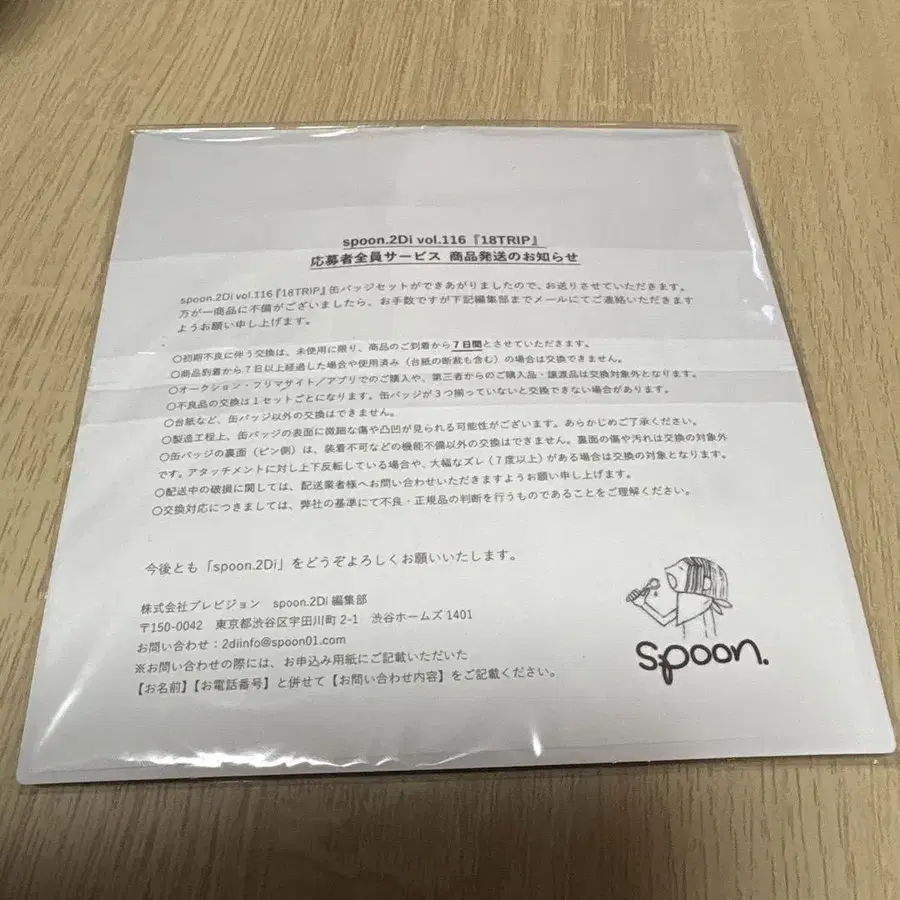 spoon.2Di vol.116『18TRIP』
応募者全員サービス 商品発送のお知らせ
spoon.2Di vol.116『18TRIP』缶バッジセットができあがりましたので、お送りさせていただきます。
万が一商品に不備がございましたら、お手数ですが下記編集部までメールにてご連絡いただきます
ようお願い申し上げます。
○初期不良に伴う交換は、未使用に限り、商品のご到着から7日間とさせていただきます。
○商品到着から7日以上経過した場合や使用済み（台紙の断裁も含む）の場合は交換できません。
○オークション・フリマサイト／アプリでのご購入や、第三者からのご購入品・譲渡品は交換対象外となります。
○不良品の交換は1セットごとになります。缶バッジが3つ揃っていないと交換できない場合があります。
○台紙など、缶バッジ以外の交換はできません。
○製造工程上、缶バッジの表面に微細な傷や凸凹が見られる可能性がございます。あらかじめご了承ください。
○缶バッジの裏面（ピン側）は、装着不可などの機能不備以外の交換はできません。裏面の傷や汚れは交換の対象外
です。アタッチメントに対し上下反転している場合や、大幅なズレ（7度以上）がある場合は交換の対象となります。
○配送中の破損に関しては、配送業者様へお問い合わせいただきますようお願い申し上げます。
○交換対応につきましては、弊社の基準にて不良・正規品の判断を行うものであることをご理解ください。
今後とも「spoon.2Di」をどうぞよろしくお願いいたします。
株式会社プレビジョン spoon.2Di 編集部
〒150-0042 東京都渋谷区宇田川町 2-1 渋谷ホームズ 1401
お問い合わせ：2diinfo@spoon01.com
※お問い合わせの際には、お申込み用紙にご記載いただいた
【お名前】【お電話番号】と併せて【お問い合わせ内容】をご記載ください。
spoon.